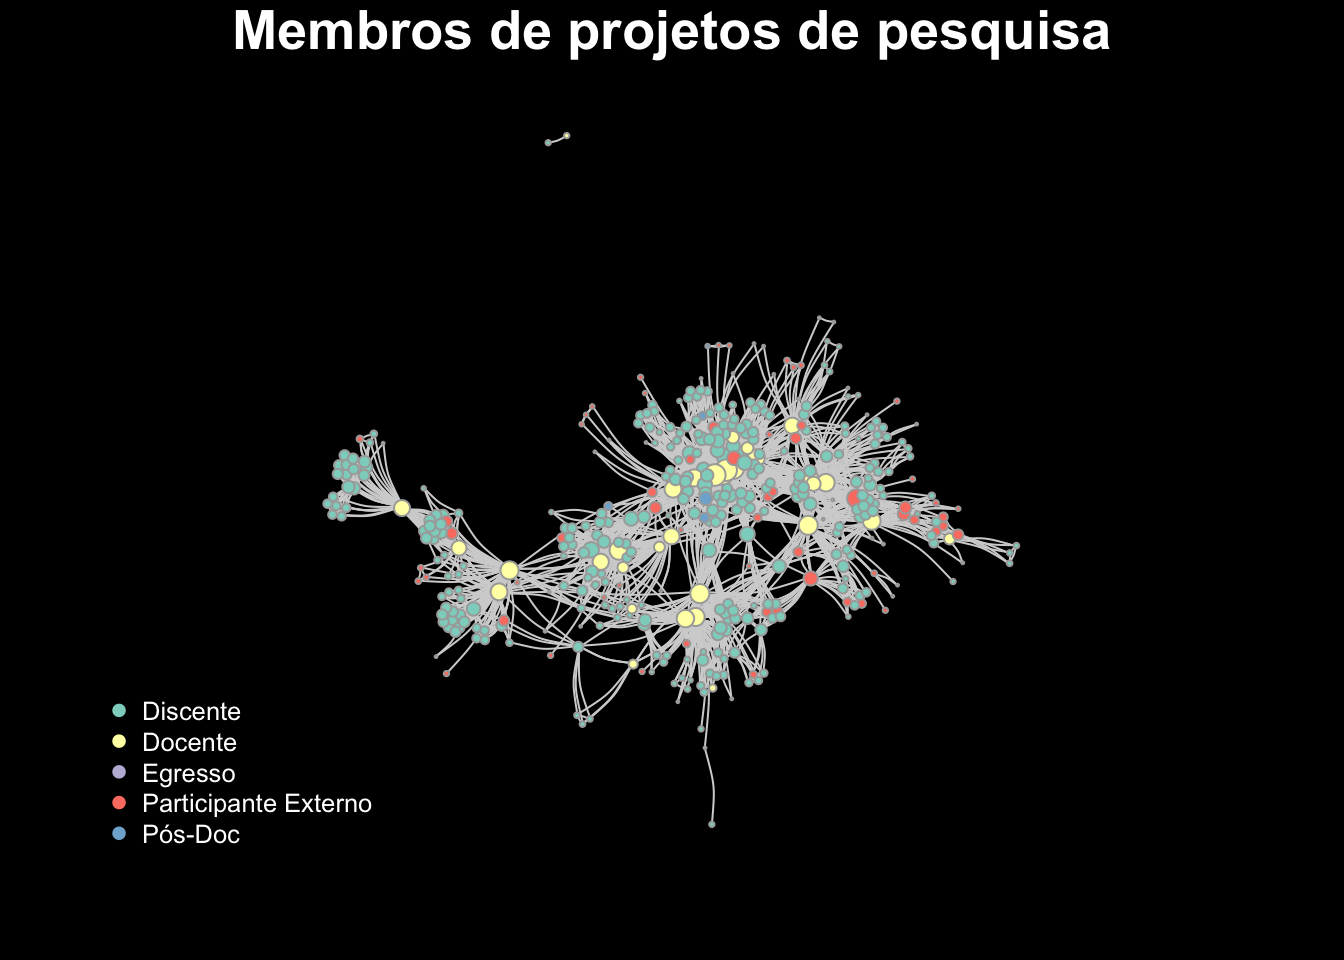 Membros de projetos de pesquisa
Discente
Docente
Egresso
Participante Externo
Pós-Doc